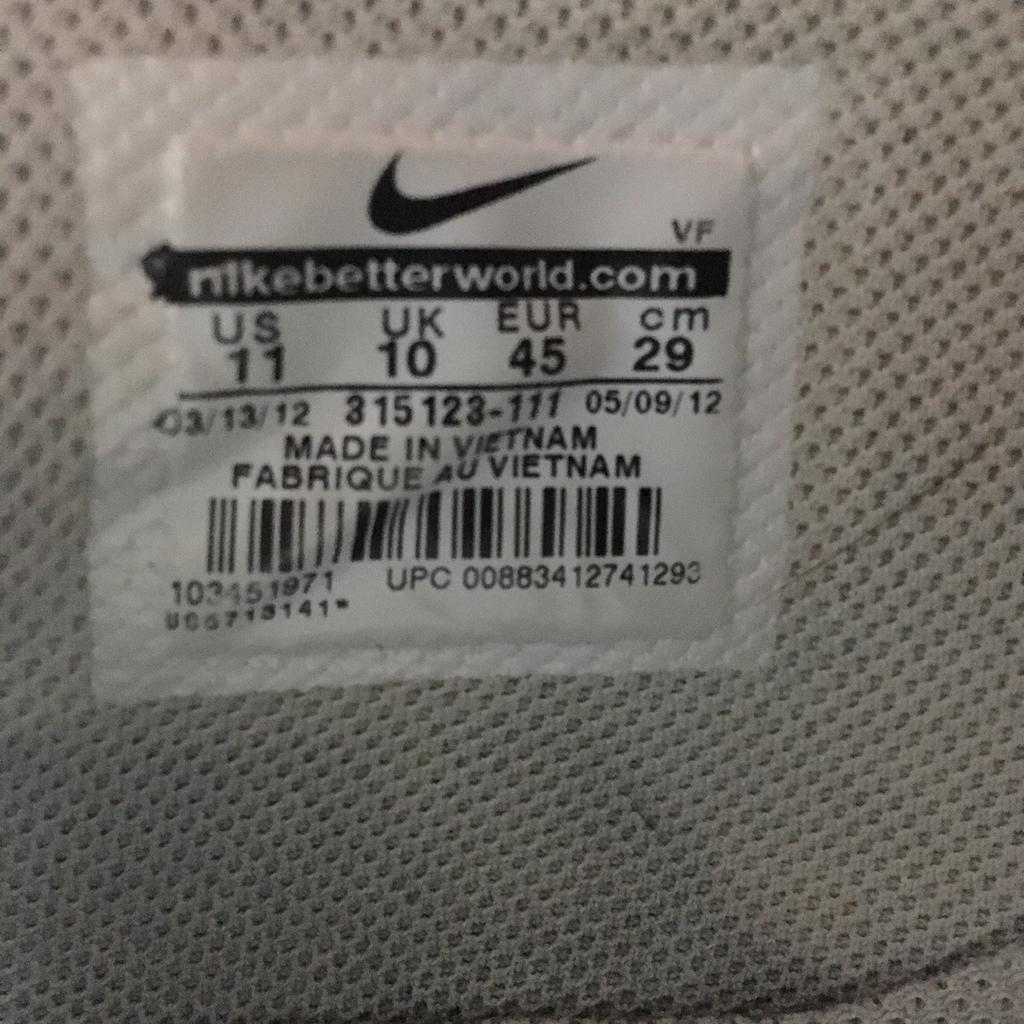 VF
nikebetterworld.com
US UK EUR cm
11 10 45 29
03/13/12 315123-111 05/09/12
MADE IN VIETNAM
FABRIQUE AU VIETNAM
103451971 UPC 00883412741293